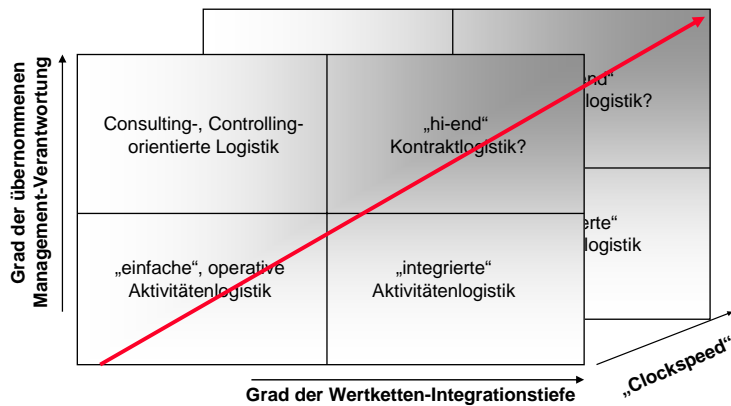 Grad der übernommenen
Management-Verantwortung
Consulting-, Controlling-
orientierte Logistik
„hi-end“
Kontraktlogistik?
end“
logistik?
„einfache“, operative
Aktivitätenlogistik
„integrierte“
Aktivitätenlogistik
erte“
logistik
Grad der Wertketten-Integrationstiefe
„Clockspeed“